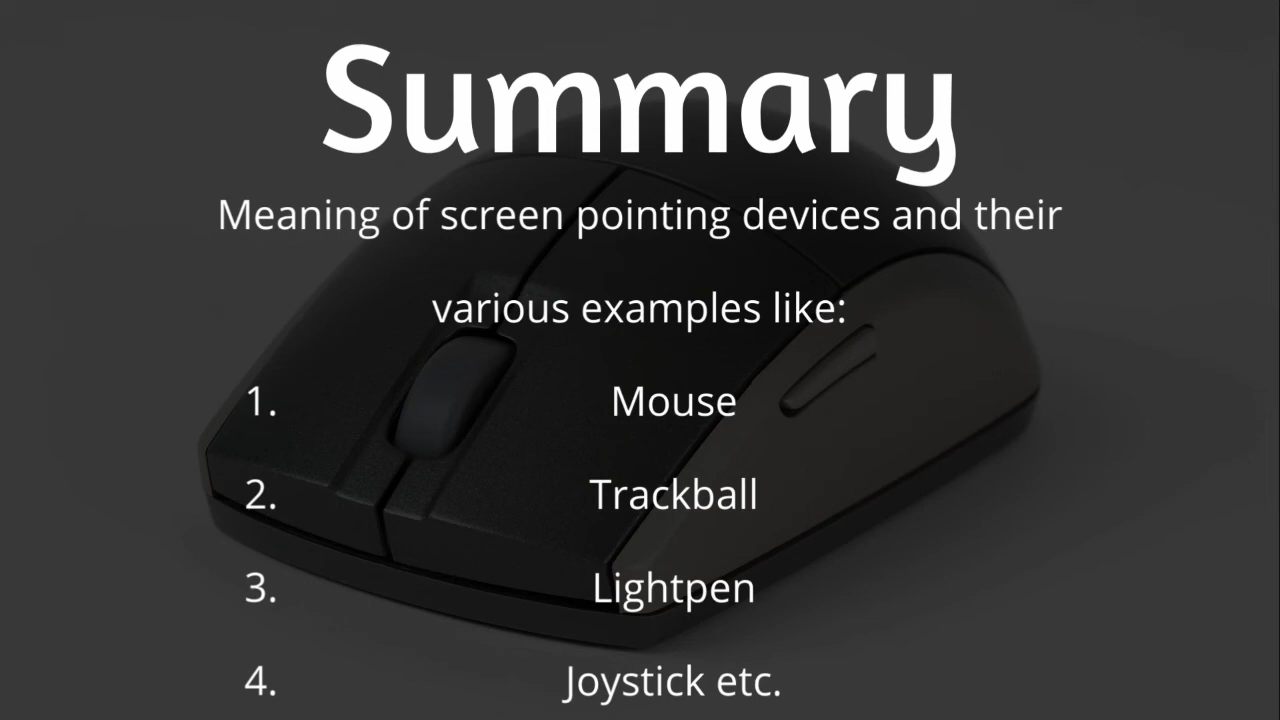 Summary
Meaning of screen pointing devices and their
various examples like:
1. Mouse
2. Trackball
3. Lightpen
4. Joystick etc.